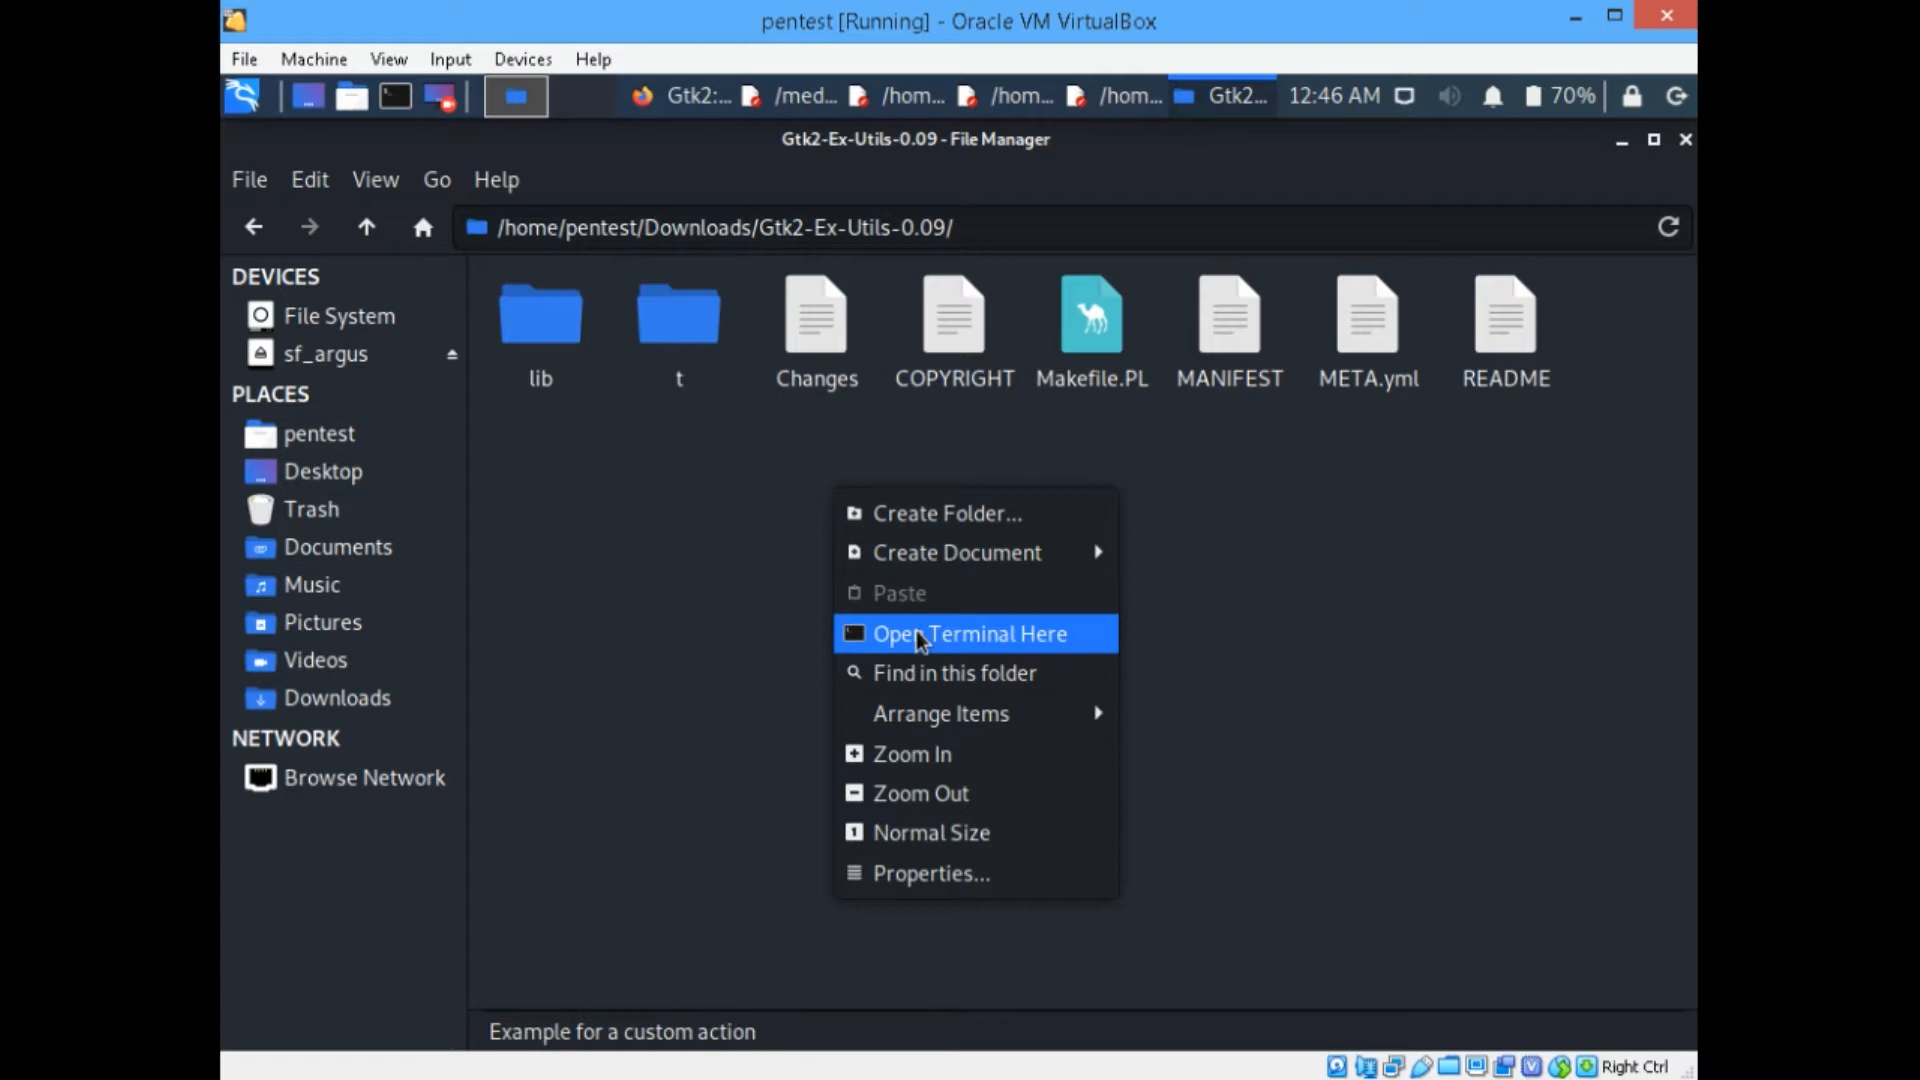 pentest [Running] - Oracle VM VirtualBox
File Machine View Input Devices Help
Gtk2:... /med... /hom... /hom... /hom... Gtk2... 12:46 AM 70%
Gtk2-Ex-Utils-0.09 - File Manager
File Edit View Go Help
/home/pentest/Downloads/Gtk2-Ex-Utils-0.09/
DEVICES
File System
sf_argus
PLACES
pentest
Desktop
Trash
Documents
Music
Pictures
Videos
Downloads
NETWORK
Browse Network
lib t Changes COPYRIGHT Makefile.PL MANIFEST META.yml README
Create Folder...
Create Document
Paste
Open Terminal Here
Find in this folder
Arrange Items
Zoom In
Zoom Out
Normal Size
Properties...
Example for a custom action
Right Ctrl